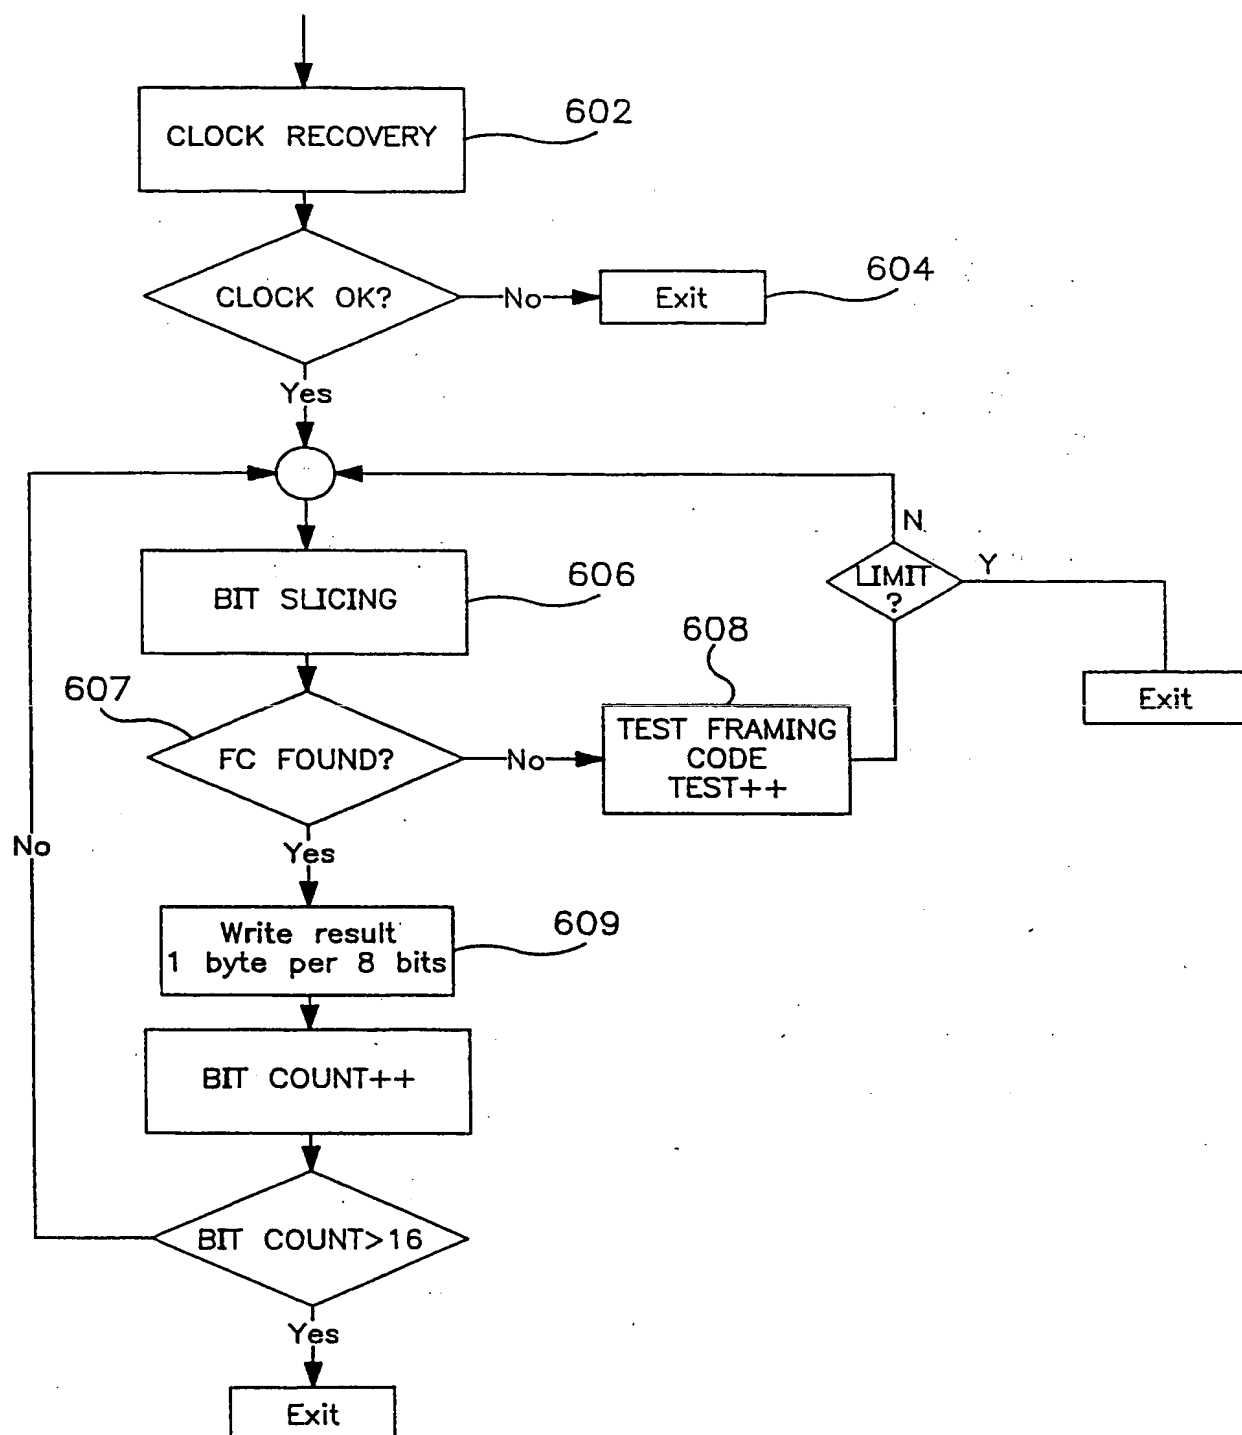 CLOCK RECOVERY
602
CLOCK OK?
No
Exit
604
Yes
N
LIMIT
?
Y
BIT SLICING
606
608
Exit
607
FC FOUND?
No
TEST FRAMING
CODE
TEST++
No
Yes
Write result
1 byte per 8 bits
609
BIT COUNT++
BIT COUNT>16
Yes
Exit